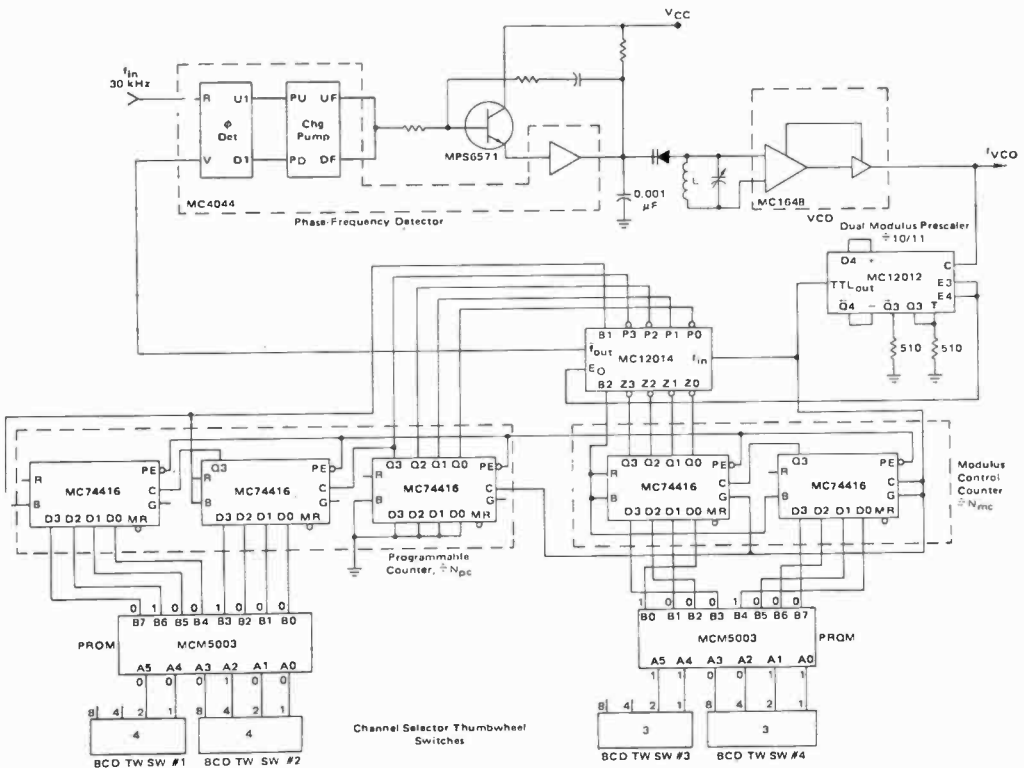 VCC
fin
30 kHz
R U1
φ
Det
V D1
PU UF
Chg
Pump
PD DF
MC4044
Phase-Frequency Detector
MPS6571
0.001
μF
L
MC1648
VCD
fVCO
Dual Modulus Prescaler
÷10/11
D4 +
C
MC12012
TTLout
E3
E4
Q̄4 − Q̄3 Q3 T
510 510
B1 P3 P2 P1 P0
fout
MC12014
fin
EO
B2 Z3 Z2 Z1 Z0
PE
R
MC74416
C
B G
D3 D2 D1 D0 MR
Q3 PE
R
MC74416
C
B G
D3 D2 D1 D0 MR
Q3 Q2 Q1 Q0 PE
R
MC74416
C
B G
D3 D2 D1 D0 MR
Q3 Q2 Q1 Q0 PE
R
MC74416
C
B G
D3 D2 D1 D0 MR
Q3 PE
R
MC74416
C
B G
D3 D2 D1 D0 MR
Modulus
Control
Counter
÷Nmc
Programmable
Counter, ÷Npc
0 1 0 0 1 0 0 0
B7 B6 B5 B4 B3 B2 B1 B0
PROM
MCM5003
A5 A4 A3 A2 A1 A0
0 0 0 1 0 0
8 4 2 1 8 4 2 1
4 4
BCD TW SW #1 BCD TW SW #2
Channel Selector Thumbwheel
Switches
1 0 0 0 1 0 0 0
B0 B1 B2 B3 B4 B5 B6 B7
MCM5003
PROM
A5 A4 A3 A2 A1 A0
1 1 0 0 1 1
8 4 2 1 8 4 2 1
3 3
BCD TW SW #3 BCD TW SW #4